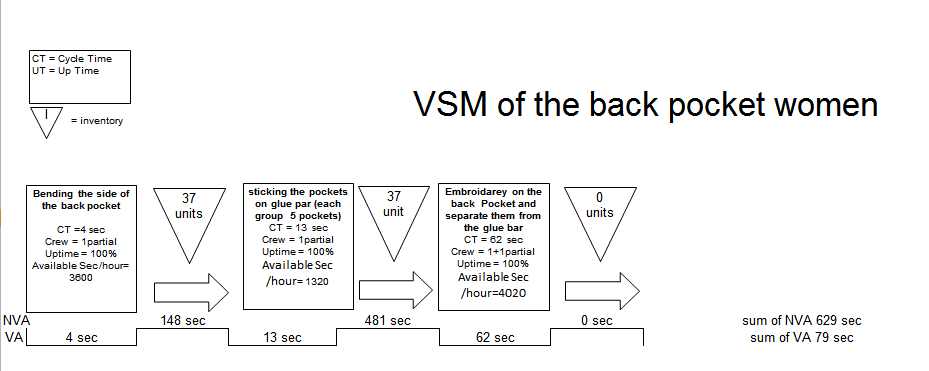 CT = Cycle Time
UT = Up Time
I
= inventory
VSM of the back pocket women
Bending the side of
the back pocket
CT =4 sec
Crew = 1partial
Uptime = 100%
Available Sec/hour=
3600
37
units
sticking the pockets
on glue par (each
group 5 pockets)
CT = 13 sec
Crew = 1partial
Uptime = 100%
Available Sec
/hour= 1320
37
unit
Embroidarey on the
back Pocket and
separate them from
the glue bar
CT = 62 sec
Crew = 1+1partial
Uptime = 100%
Available Sec
/hour=4020
0
units
NVA
148 sec
481 sec
0 sec
sum of NVA 629 sec
VA
4 sec
13 sec
62 sec
sum of VA 79 sec